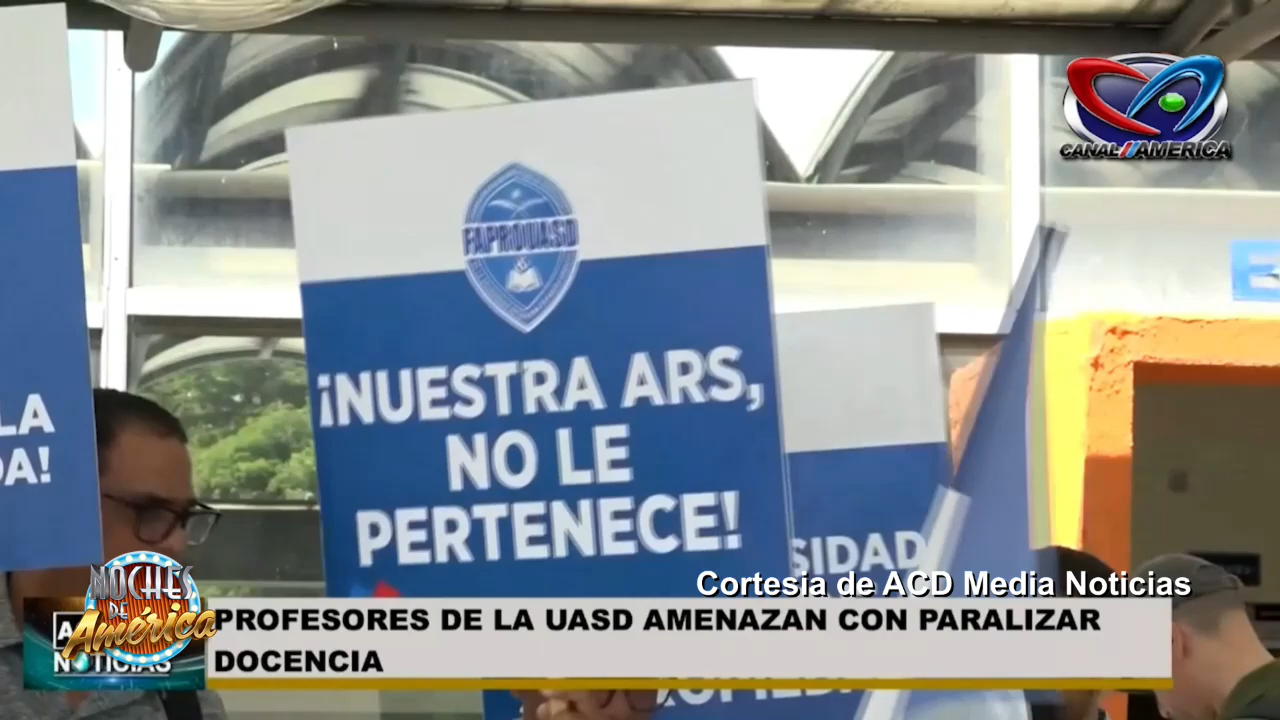 CANAL AMERICA
FAPROUASD
¡NUESTRA ARS,
NO LE
PERTENECE!
LA
DA!
SIDAD
Cortesia de ACD Media Noticias
NOCHES
DE
América
NOTICIAS
PROFESORES DE LA UASD AMENAZAN CON PARALIZAR
DOCENCIA